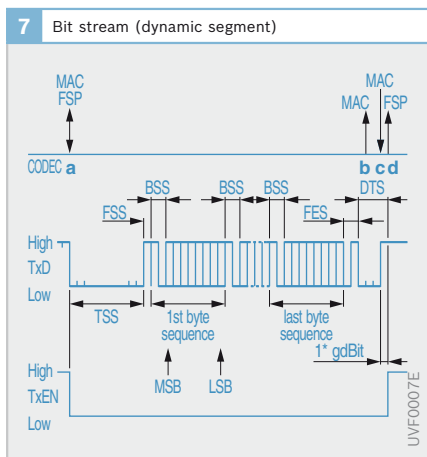 7 Bit stream (dynamic segment)
MAC
FSP
MAC
MAC FSP
CODEC a b c d
BSS BSS BSS DTS
FSS FES
High
TxD
Low
TSS 1st byte sequence last byte sequence
1* gdBit
High
TxEN
Low
MSB LSB
UVF0007E